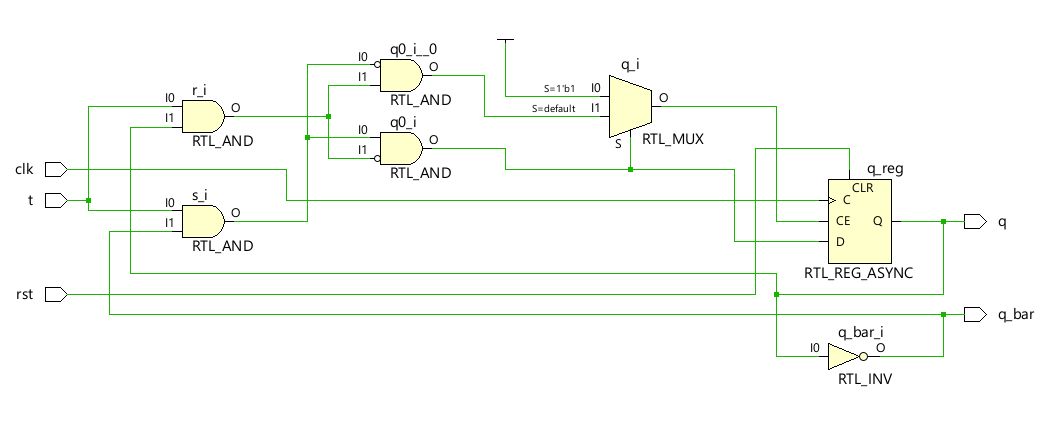 q0_i__0
I0
O
I1
RTL_AND
q_i
S=1'b1
I0
O
S=default
I1
S
RTL_MUX
r_i
I0
O
I1
RTL_AND
q0_i
I0
O
I1
RTL_AND
clk
t
s_i
I0
O
I1
RTL_AND
q_reg
CLR
C
CE
Q
D
RTL_REG_ASYNC
q
rst
q_bar
q_bar_i
I0
O
RTL_INV